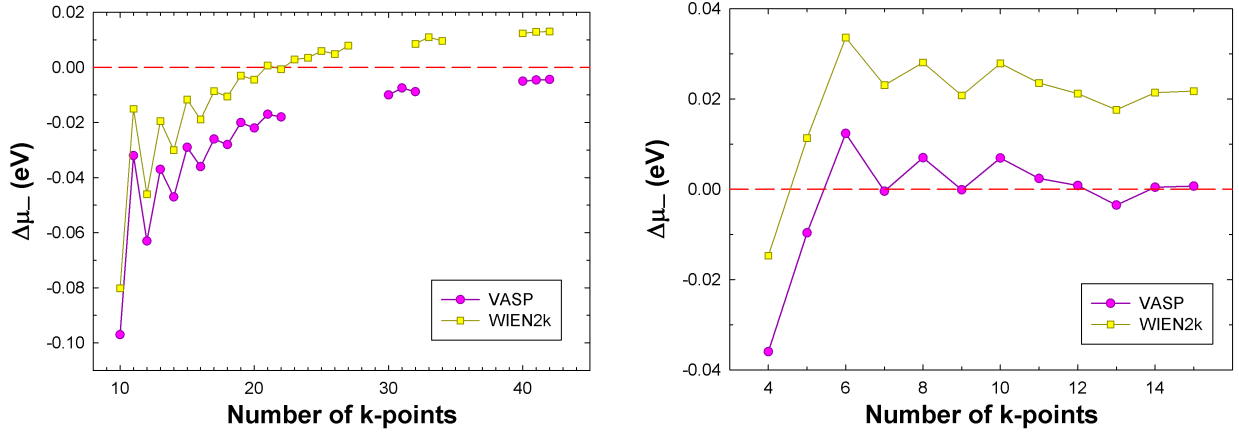 0.02
0.00
-0.02
-0.04
-0.06
-0.08
-0.10
Δμ_ (eV)
10
20
30
40
Number of k-points
VASP
WIEN2k
0.04
0.02
0.00
-0.02
-0.04
Δμ_ (eV)
4
6
8
10
12
14
Number of k-points
VASP
WIEN2k